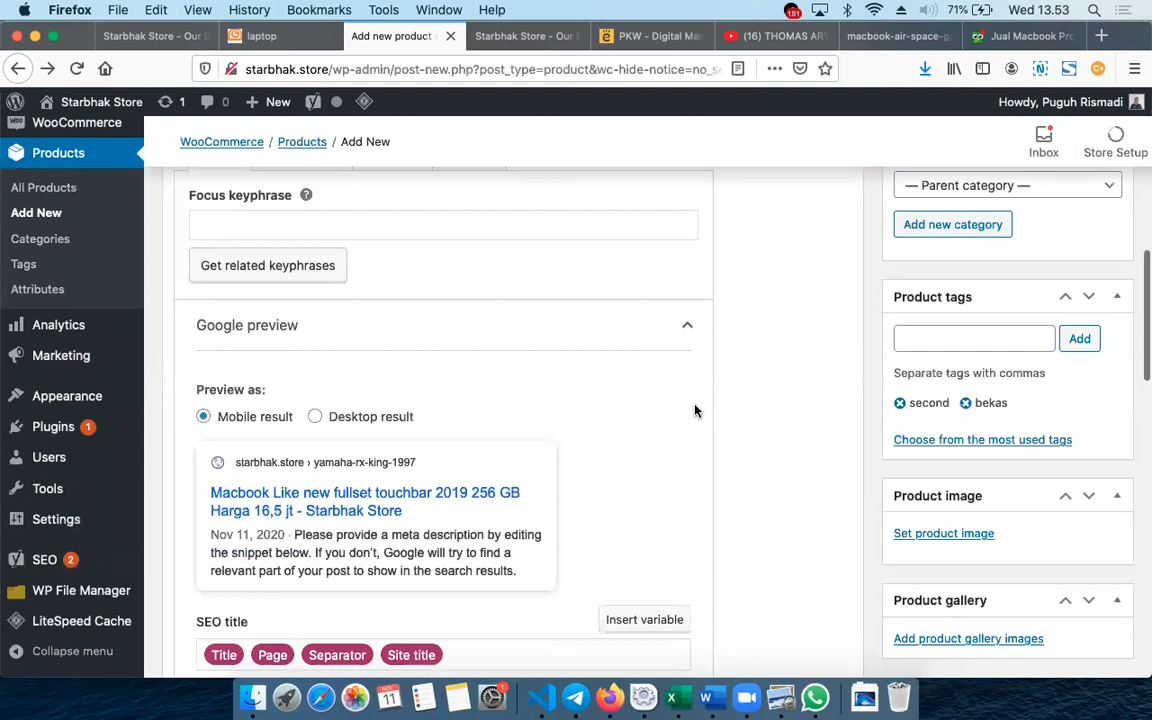 Firefox File Edit View History Bookmarks Tools Window Help 181 71% Wed 13.53
Starbhak Store - Our E laptop Add new product Starbhak Store - Our D PKW - Digital Ma (16) THOMAS AR macbook-air-space-g Jual Macbook Pro
starbhak.store/wp-admin/post-new.php?post_type=product&wc-hide-notice=no_s
Starbhak Store 1 0 New Howdy, Puguh Rismadi
WooCommerce
Products
All Products
Add New
Categories
Tags
Attributes
Analytics
Marketing
Appearance
Plugins 1
Users
Tools
Settings
SEO 2
WP File Manager
LiteSpeed Cache
Collapse menu
WooCommerce / Products / Add New
Inbox Store Setup
Focus keyphrase
Get related keyphrases
Google preview
Preview as:
Mobile result Desktop result
starbhak.store › yamaha-rx-king-1997
Macbook Like new fullset touchbar 2019 256 GB
Harga 16,5 jt - Starbhak Store
Nov 11, 2020 · Please provide a meta description by editing
the snippet below. If you don't, Google will try to find a
relevant part of your post to show in the search results.
SEO title Insert variable
Title Page Separator Site title
— Parent category —
Add new category
Product tags
Add
Separate tags with commas
second bekas
Choose from the most used tags
Product image
Set product image
Product gallery
Add product gallery images